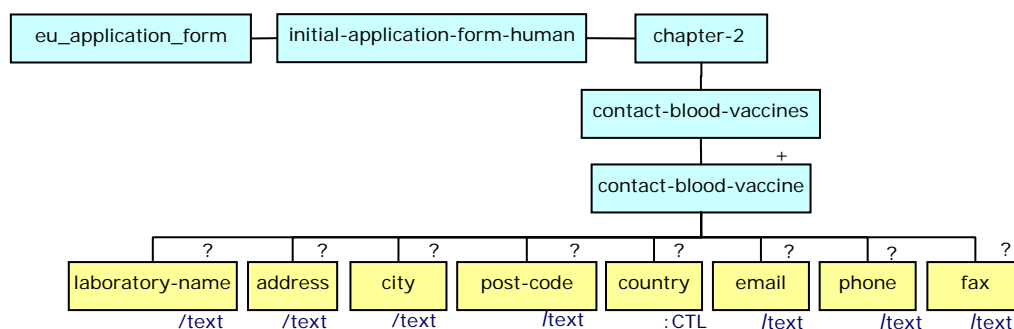 eu_application_form initial-application-form-human chapter-2
contact-blood-vaccines
+
contact-blood-vaccine
? ? ? ? ? ? ? ?
laboratory-name address city post-code country email phone fax
/text /text /text /text :CTL /text /text /text